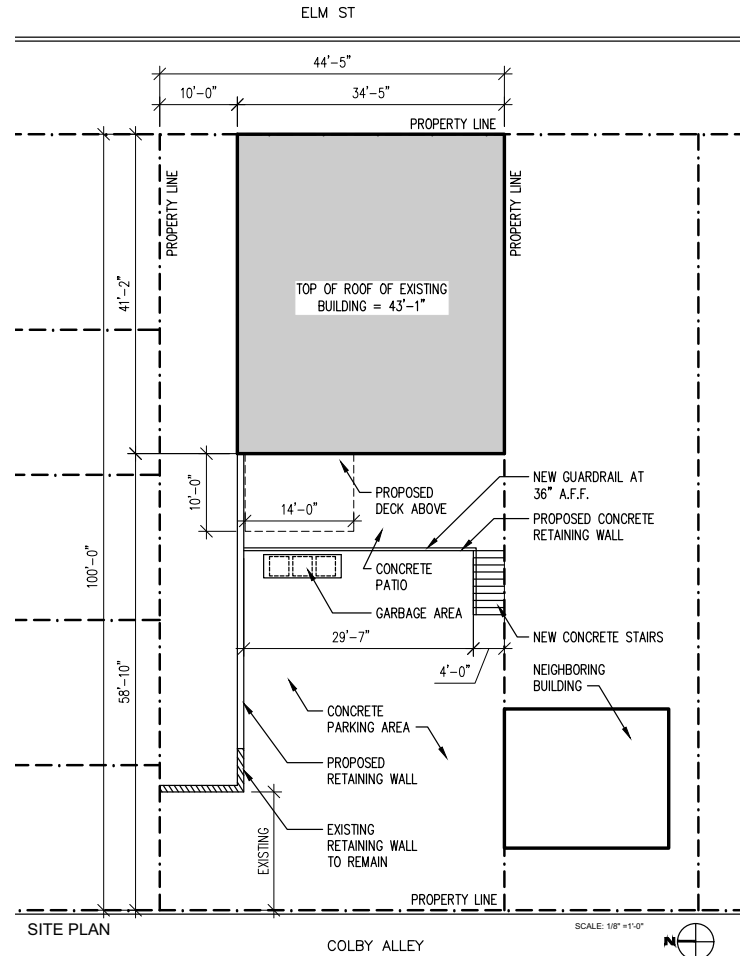 ELM ST
44'-5"
10'-0"
34'-5"
PROPERTY LINE
PROPERTY LINE
PROPERTY LINE
41'-2"
TOP OF ROOF OF EXISTING
BUILDING = 43'-1"
10'-0"
14'-0"
PROPOSED
DECK ABOVE
NEW GUARDRAIL AT
36" A.F.F.
PROPOSED CONCRETE
RETAINING WALL
100'-0"
CONCRETE
PATIO
GARBAGE AREA
29'-7"
NEW CONCRETE STAIRS
4'-0"
NEIGHBORING
BUILDING
58'-10"
CONCRETE
PARKING AREA
PROPOSED
RETAINING WALL
EXISTING
EXISTING
RETAINING WALL
TO REMAIN
PROPERTY LINE
SITE PLAN
SCALE: 1/8" =1'-0"
COLBY ALLEY
N